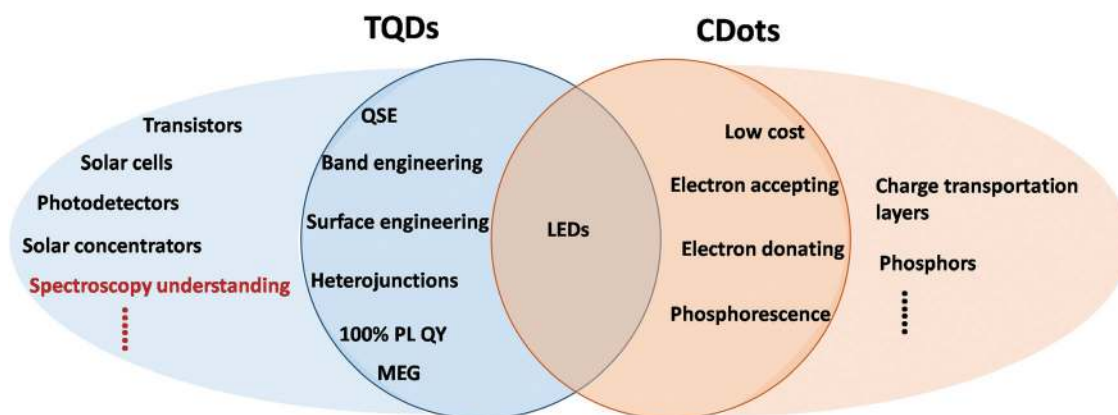 TQDs
CDots
Transistors
Solar cells
Photodetectors
Solar concentrators
Spectroscopy understanding
QSE
Band engineering
Surface engineering
Heterojunctions
100% PL QY
MEG
LEDs
Low cost
Electron accepting
Electron donating
Phosphorescence
Charge transportation
layers
Phosphors